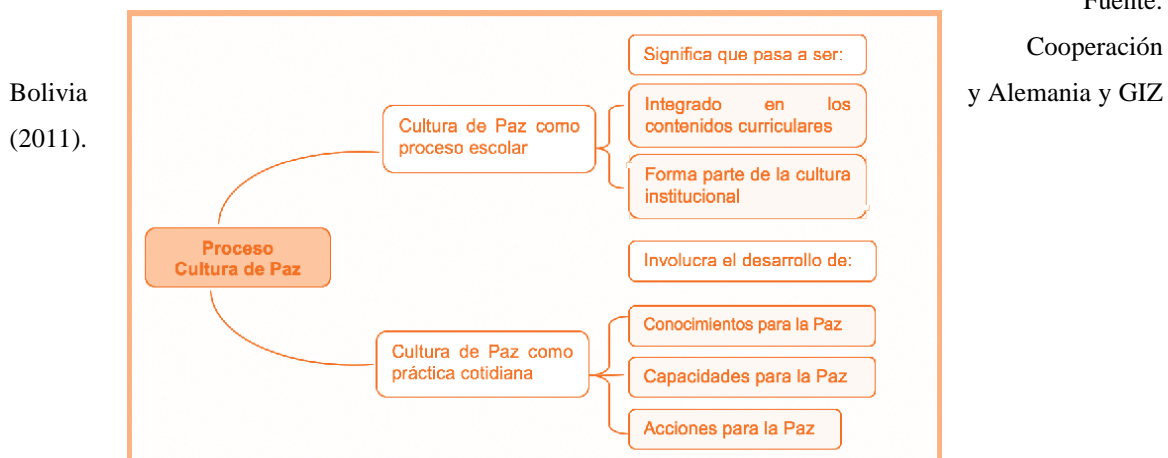 Fuente:
Cooperación
Bolivia y Alemania y GIZ
(2011).
Significa que pasa a ser:
Cultura de Paz como
proceso escolar
Integrado en los
contenidos curriculares
Forma parte de la cultura
institucional
Proceso
Cultura de Paz
Involucra el desarrollo de:
Cultura de Paz como
práctica cotidiana
Conocimientos para la Paz
Capacidades para la Paz
Acciones para la Paz